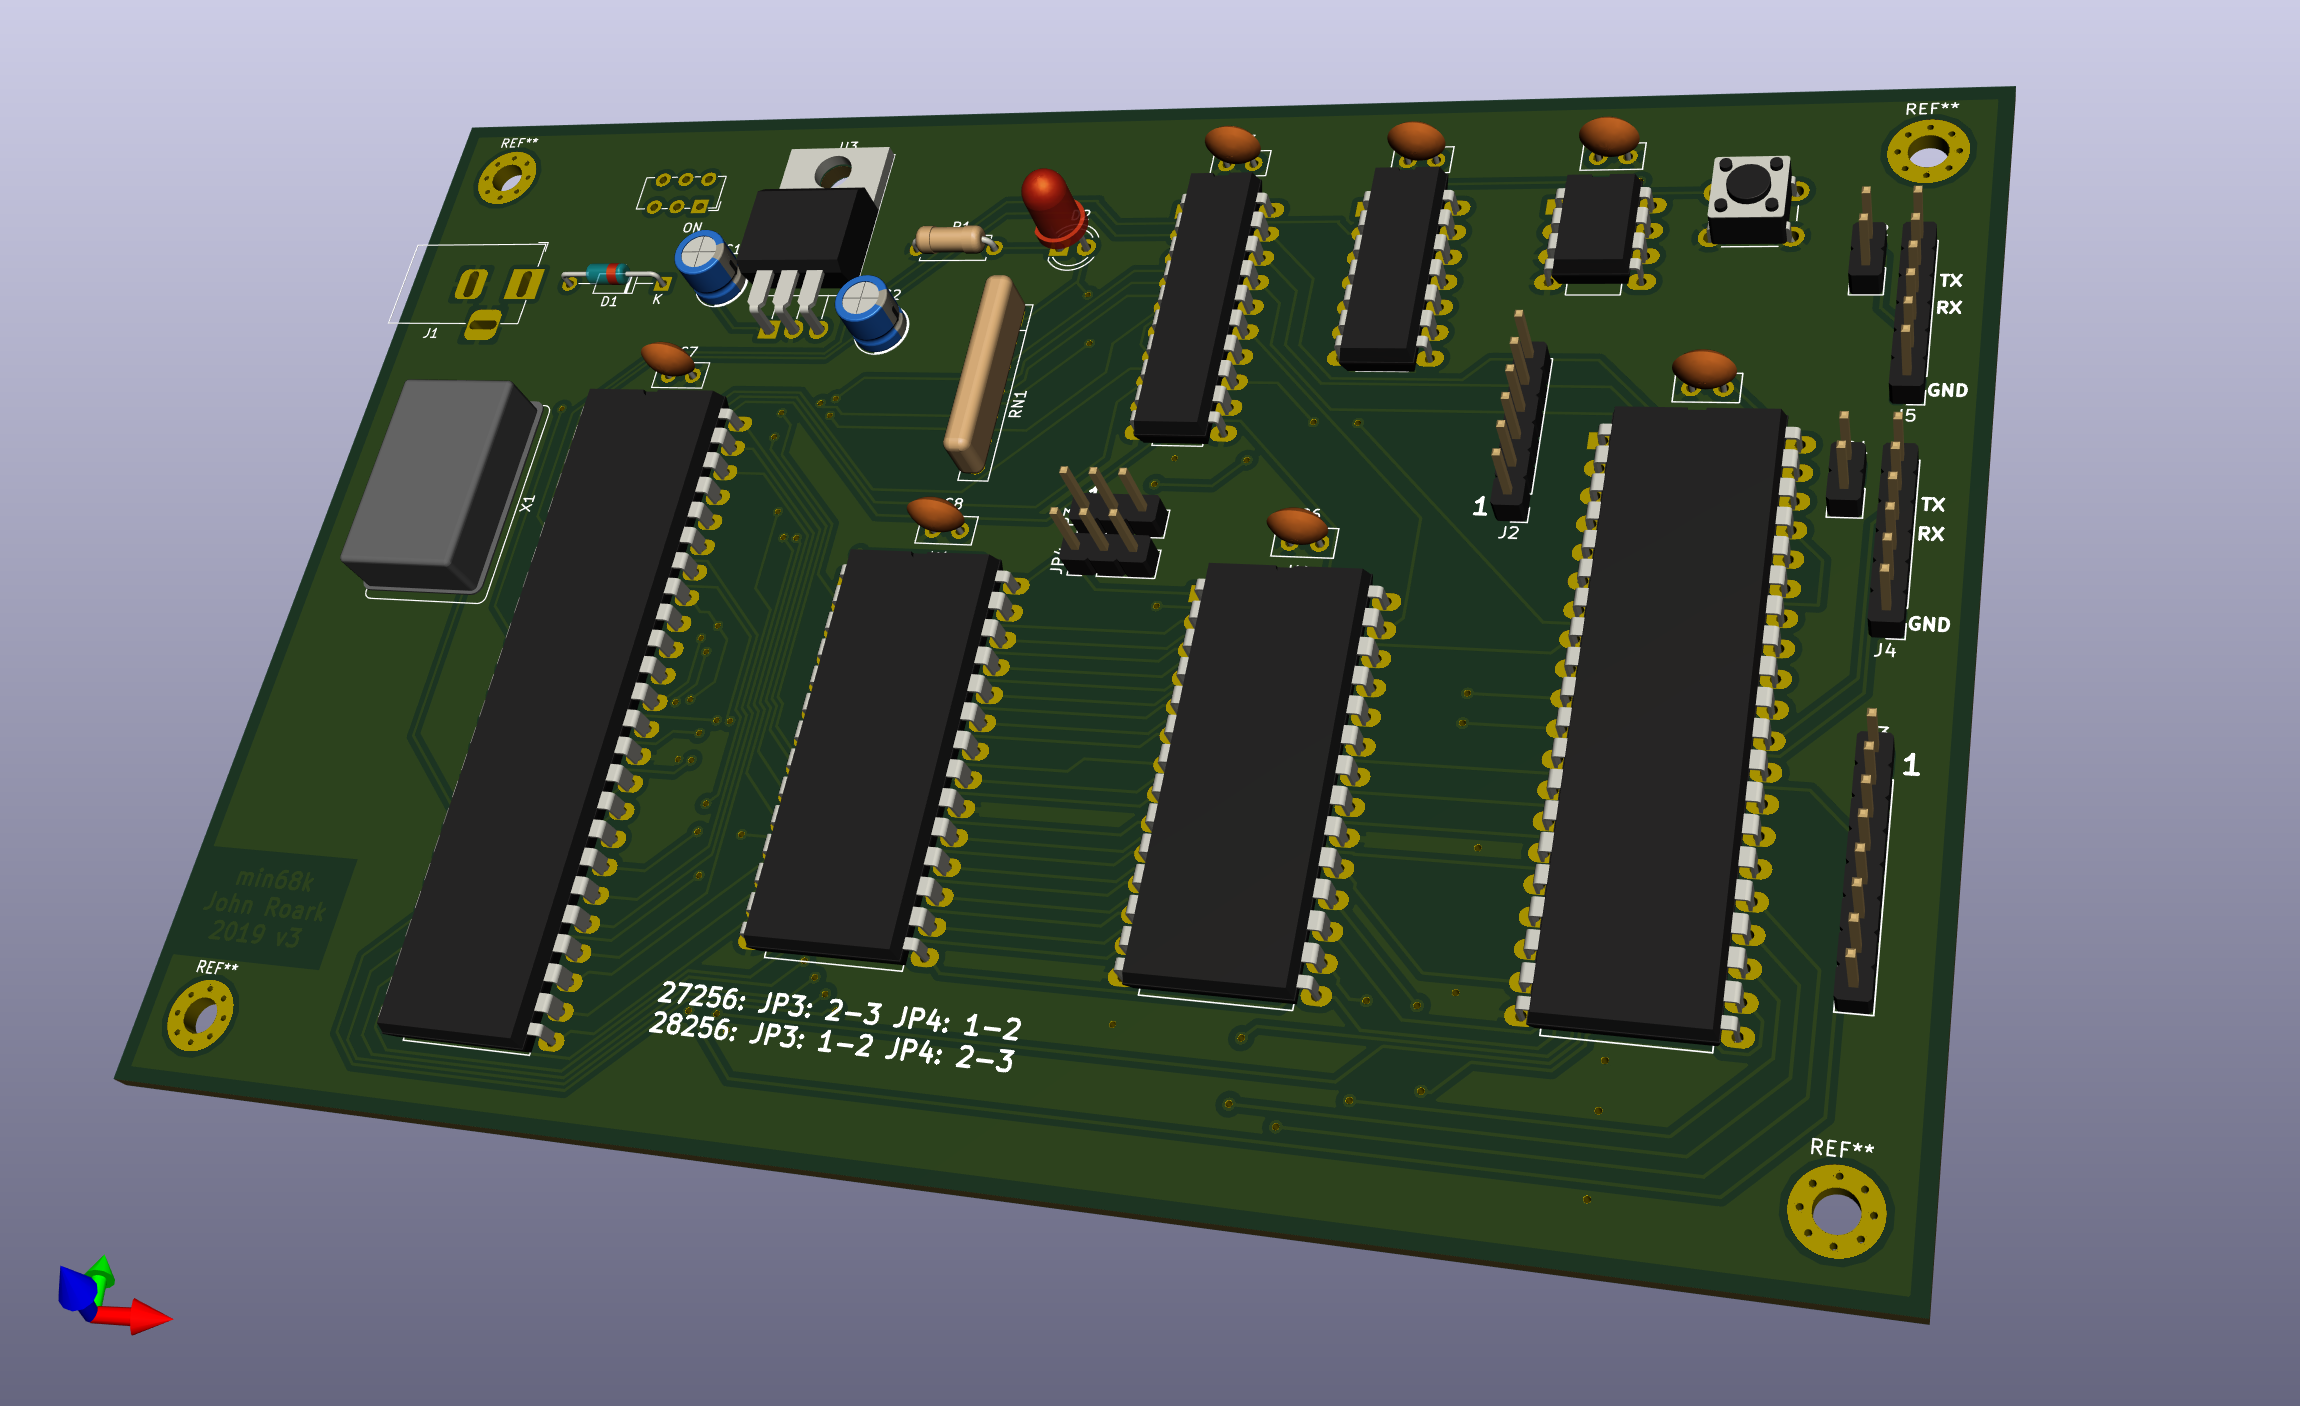 REF**
REF**
ON
R1
D1
K
J1
TX
RX
GND
RN1
X1
1
J2
TX
RX
GND
J4
1
min68k
John Roark
2019 v3
REF**
27256: JP3: 2-3 JP4: 1-2
28256: JP3: 1-2 JP4: 2-3
REF**